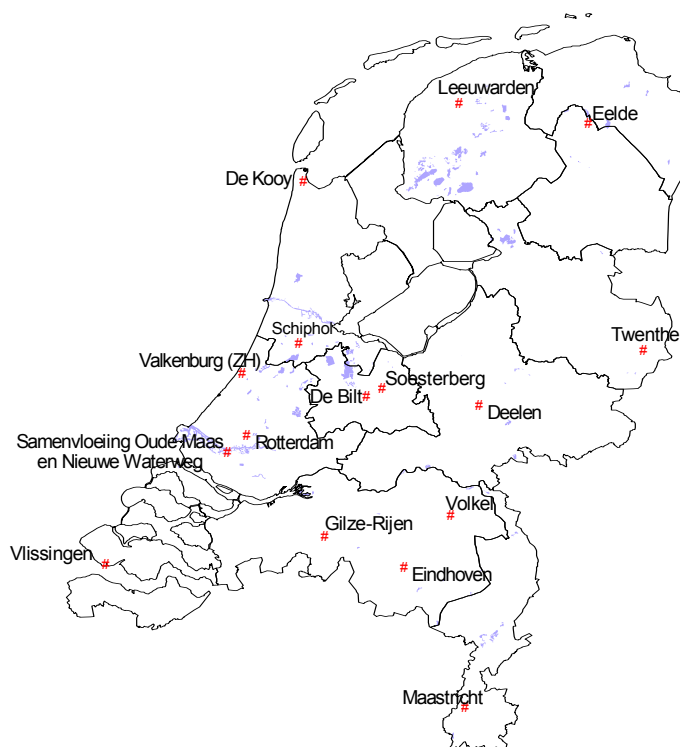 Leeuwarden
Eelde
De Kooy
Schiphol
Twenthe
Valkenburg (ZH)
Soesterberg
De Bilt
Deelen
Samenvloeiing Oude-Maas
en Nieuwe Waterweg
Rotterdam
Volkel
Gilze-Rijen
Vlissingen
Eindhoven
Maastricht